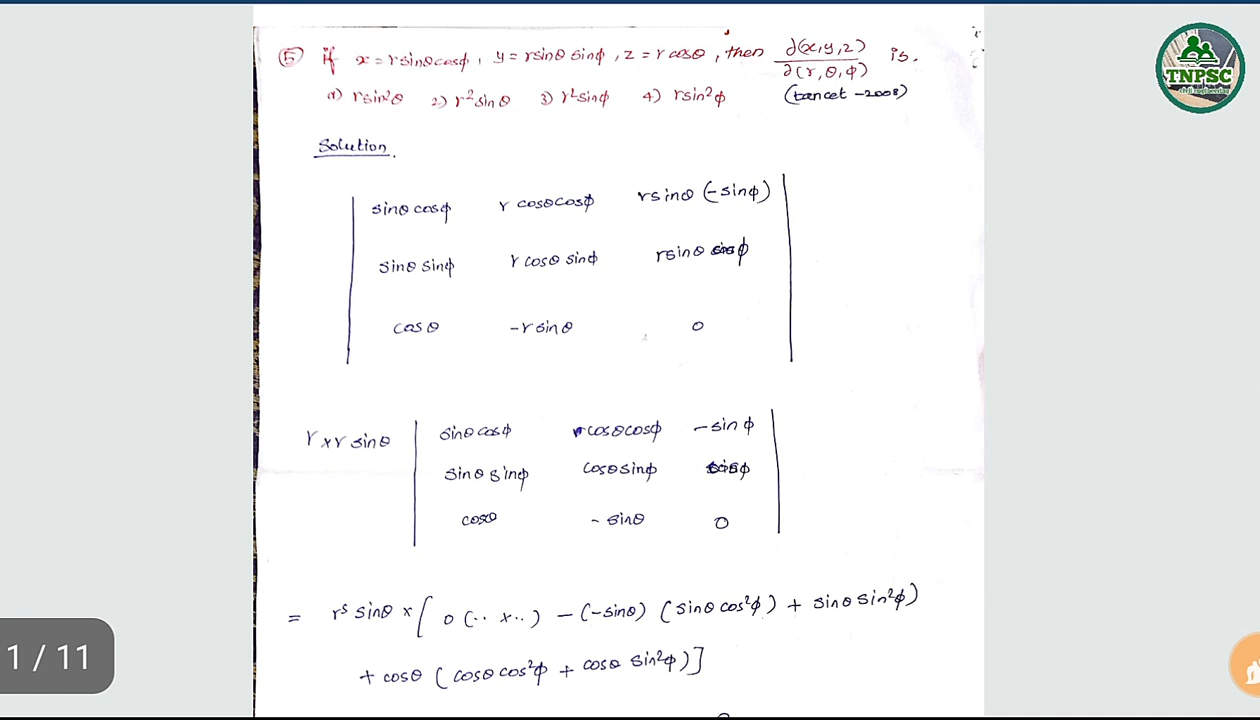 ⑤ If x = r sinθ cosφ, y = r sinθ sinφ, z = r cosθ, then ∂(x,y,z)/∂(r,θ,φ) is.
1) r sin²θ 2) r² sinθ 3) r² sinφ 4) r sin²φ (tancet - 2008)
TNPSC
civil engineering
Solution.
sinθ cosφ r cosθ cosφ r sinθ (-sinφ)
sinθ sinφ r cosθ sinφ r sinθ cosφ
cosθ -r sinθ 0
r × r sinθ
sinθ cosφ cosθ cosφ - sinφ
sinθ sinφ cosθ sinφ cosφ
cosθ - sinθ 0
= r² sinθ × [ 0 (.. x ..) - (-sinθ) (sinθ cos²φ) + sinθ sin²φ)
+ cosθ (cosθ cos²φ + cosθ sin²φ)]
1 / 11